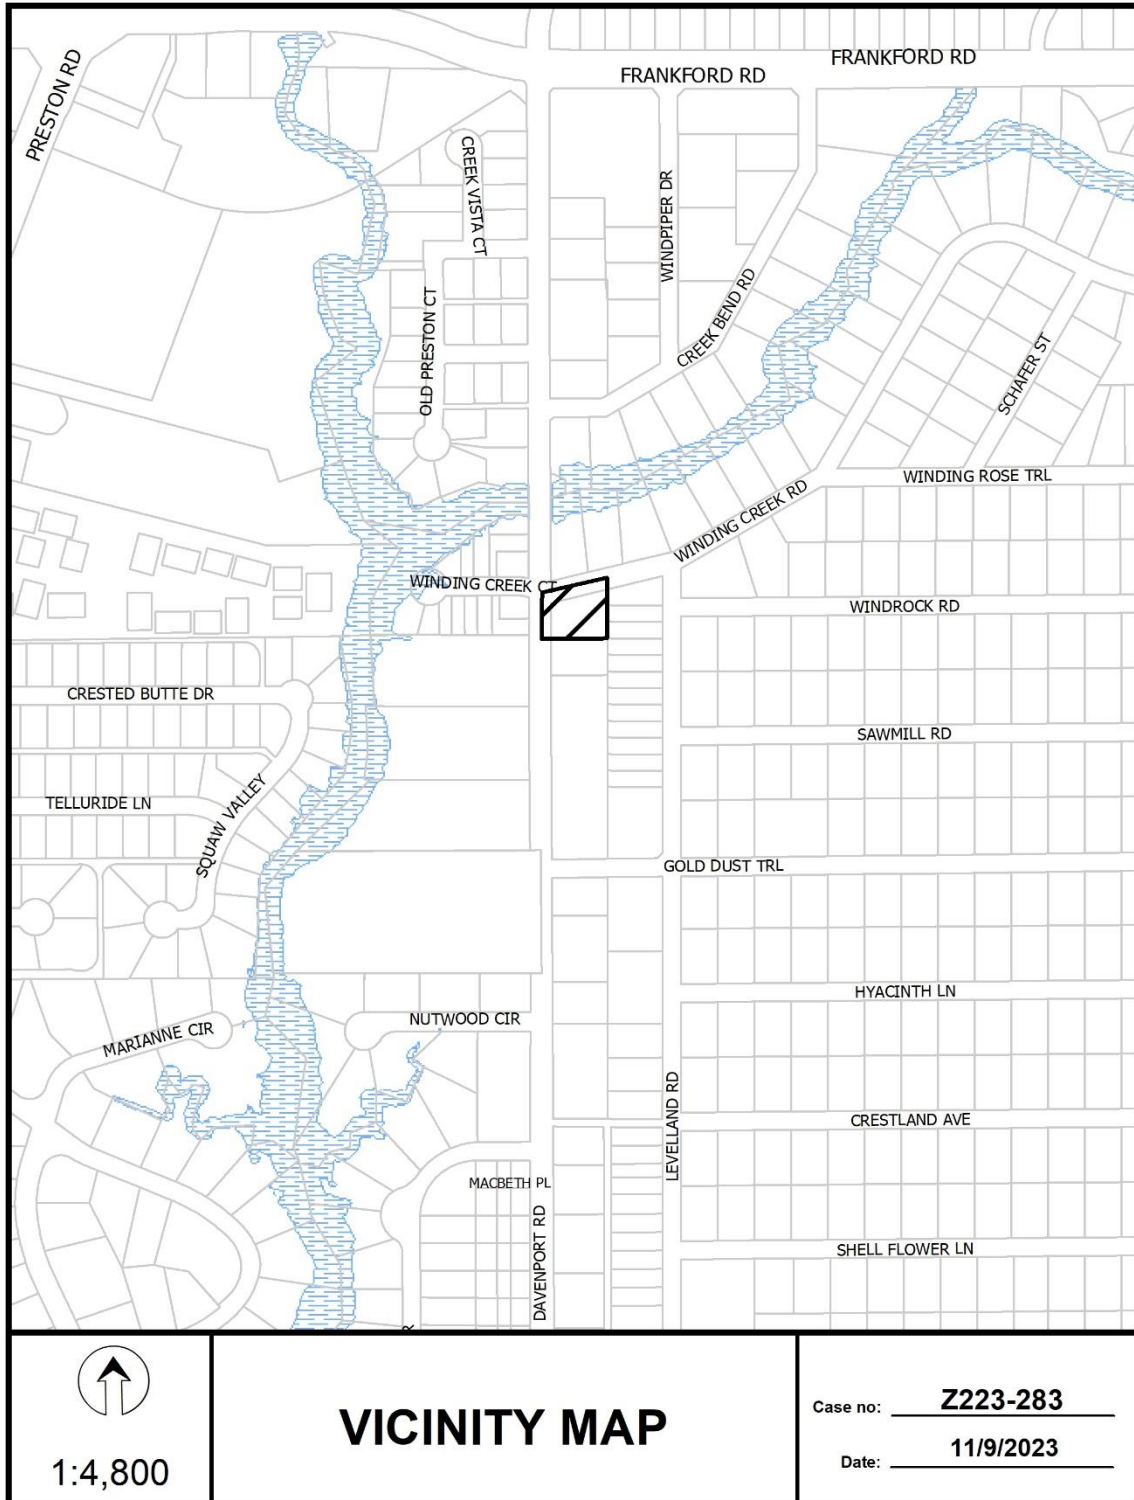 FRANKFORD RD
FRANKFORD RD
PRESTON RD
CREEK VISTA CT
WINDPIPER DR
OLD PRESTON CT
CREEK BEND RD
SCHAFER ST
WINDING ROSE TRL
WINDING CREEK RD
WINDING CREEK CT
WINDROCK RD
CRESTED BUTTE DR
SAWMILL RD
TELLURIDE LN
SQUAW VALLEY
GOLD DUST TRL
HYACINTH LN
NUTWOOD CIR
MARIANNE CIR
LEVELLAND RD
CRESTLAND AVE
MACBETH PL
DAVENPORT RD
SHELL FLOWER LN
1:4,800
VICINITY MAP
Case no: Z223-283
Date: 11/9/2023